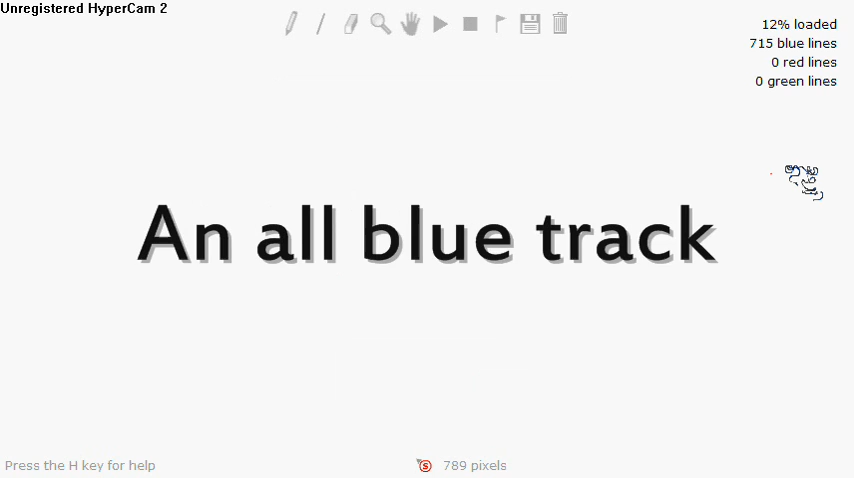 Unregistered HyperCam 2
12% loaded
715 blue lines
0 red lines
0 green lines
An all blue track
Press the H key for help
789 pixels